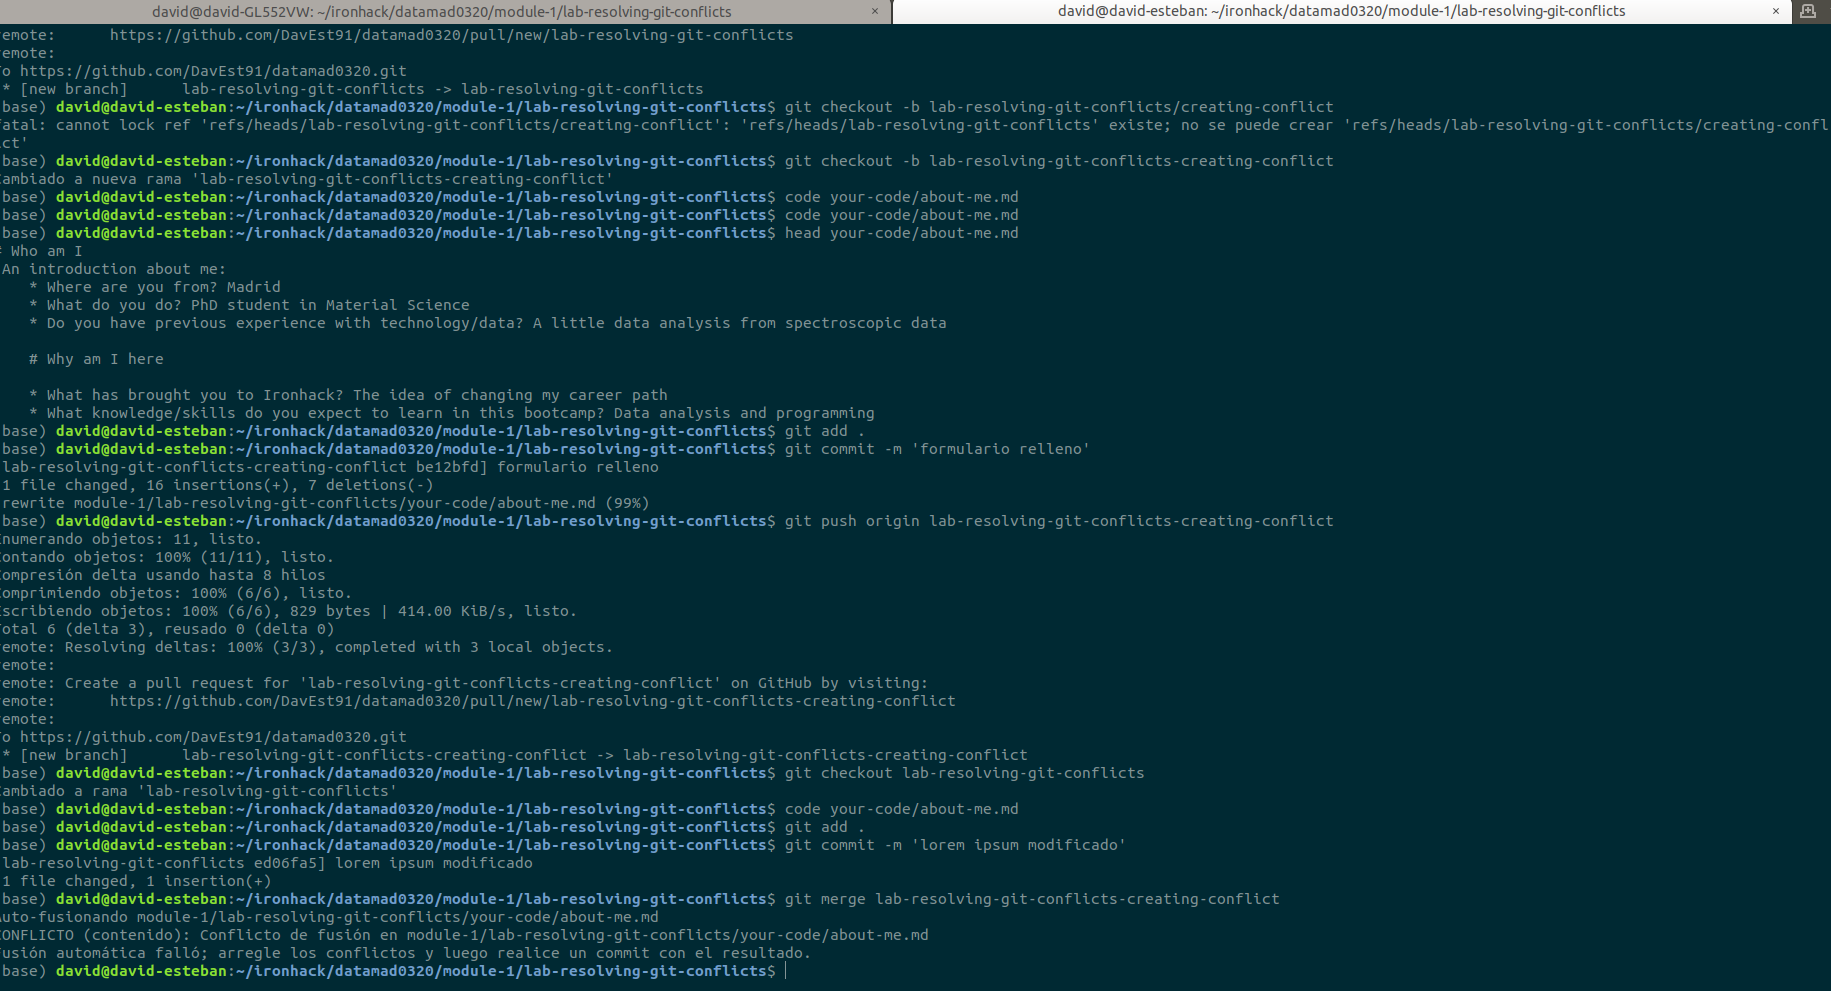 david@david-GL552VW: ~/ironhack/datamad0320/module-1/lab-resolving-git-conflicts × david@david-esteban: ~/ironhack/datamad0320/module-1/lab-resolving-git-conflicts ×
emote:      https://github.com/DavEst91/datamad0320/pull/new/lab-resolving-git-conflicts
emote:
o https://github.com/DavEst91/datamad0320.git
* [new branch]      lab-resolving-git-conflicts -> lab-resolving-git-conflicts
base) david@david-esteban:~/ironhack/datamad0320/module-1/lab-resolving-git-conflicts$ git checkout -b lab-resolving-git-conflicts/creating-conflict
fatal: cannot lock ref 'refs/heads/lab-resolving-git-conflicts/creating-conflict': 'refs/heads/lab-resolving-git-conflicts' existe; no se puede crear 'refs/heads/lab-resolving-git-conflicts/creating-confl
ct'
base) david@david-esteban:~/ironhack/datamad0320/module-1/lab-resolving-git-conflicts$ git checkout -b lab-resolving-git-conflicts-creating-conflict
Cambiado a nueva rama 'lab-resolving-git-conflicts-creating-conflict'
base) david@david-esteban:~/ironhack/datamad0320/module-1/lab-resolving-git-conflicts$ code your-code/about-me.md
base) david@david-esteban:~/ironhack/datamad0320/module-1/lab-resolving-git-conflicts$ code your-code/about-me.md
base) david@david-esteban:~/ironhack/datamad0320/module-1/lab-resolving-git-conflicts$ head your-code/about-me.md
# Who am I
An introduction about me:
* Where are you from? Madrid
* What do you do? PhD student in Material Science
* Do you have previous experience with technology/data? A little data analysis from spectroscopic data
# Why am I here
* What has brought you to Ironhack? The idea of changing my career path
* What knowledge/skills do you expect to learn in this bootcamp? Data analysis and programming
base) david@david-esteban:~/ironhack/datamad0320/module-1/lab-resolving-git-conflicts$ git add .
base) david@david-esteban:~/ironhack/datamad0320/module-1/lab-resolving-git-conflicts$ git commit -m 'formulario relleno'
lab-resolving-git-conflicts-creating-conflict be12bfd] formulario relleno
1 file changed, 16 insertions(+), 7 deletions(-)
rewrite module-1/lab-resolving-git-conflicts/your-code/about-me.md (99%)
base) david@david-esteban:~/ironhack/datamad0320/module-1/lab-resolving-git-conflicts$ git push origin lab-resolving-git-conflicts-creating-conflict
Enumerando objetos: 11, listo.
Contando objetos: 100% (11/11), listo.
Compresión delta usando hasta 8 hilos
Comprimiendo objetos: 100% (6/6), listo.
Escribiendo objetos: 100% (6/6), 829 bytes | 414.00 KiB/s, listo.
Total 6 (delta 3), reusado 0 (delta 0)
emote: Resolving deltas: 100% (3/3), completed with 3 local objects.
emote:
emote: Create a pull request for 'lab-resolving-git-conflicts-creating-conflict' on GitHub by visiting:
emote:      https://github.com/DavEst91/datamad0320/pull/new/lab-resolving-git-conflicts-creating-conflict
emote:
o https://github.com/DavEst91/datamad0320.git
* [new branch]      lab-resolving-git-conflicts-creating-conflict -> lab-resolving-git-conflicts-creating-conflict
base) david@david-esteban:~/ironhack/datamad0320/module-1/lab-resolving-git-conflicts$ git checkout lab-resolving-git-conflicts
Cambiado a rama 'lab-resolving-git-conflicts'
base) david@david-esteban:~/ironhack/datamad0320/module-1/lab-resolving-git-conflicts$ code your-code/about-me.md
base) david@david-esteban:~/ironhack/datamad0320/module-1/lab-resolving-git-conflicts$ git add .
base) david@david-esteban:~/ironhack/datamad0320/module-1/lab-resolving-git-conflicts$ git commit -m 'lorem ipsum modificado'
lab-resolving-git-conflicts ed06fa5] lorem ipsum modificado
1 file changed, 1 insertion(+)
base) david@david-esteban:~/ironhack/datamad0320/module-1/lab-resolving-git-conflicts$ git merge lab-resolving-git-conflicts-creating-conflict
Auto-fusionando module-1/lab-resolving-git-conflicts/your-code/about-me.md
CONFLICTO (contenido): Conflicto de fusión en module-1/lab-resolving-git-conflicts/your-code/about-me.md
Fusión automática falló; arregle los conflictos y luego realice un commit con el resultado.
base) david@david-esteban:~/ironhack/datamad0320/module-1/lab-resolving-git-conflicts$